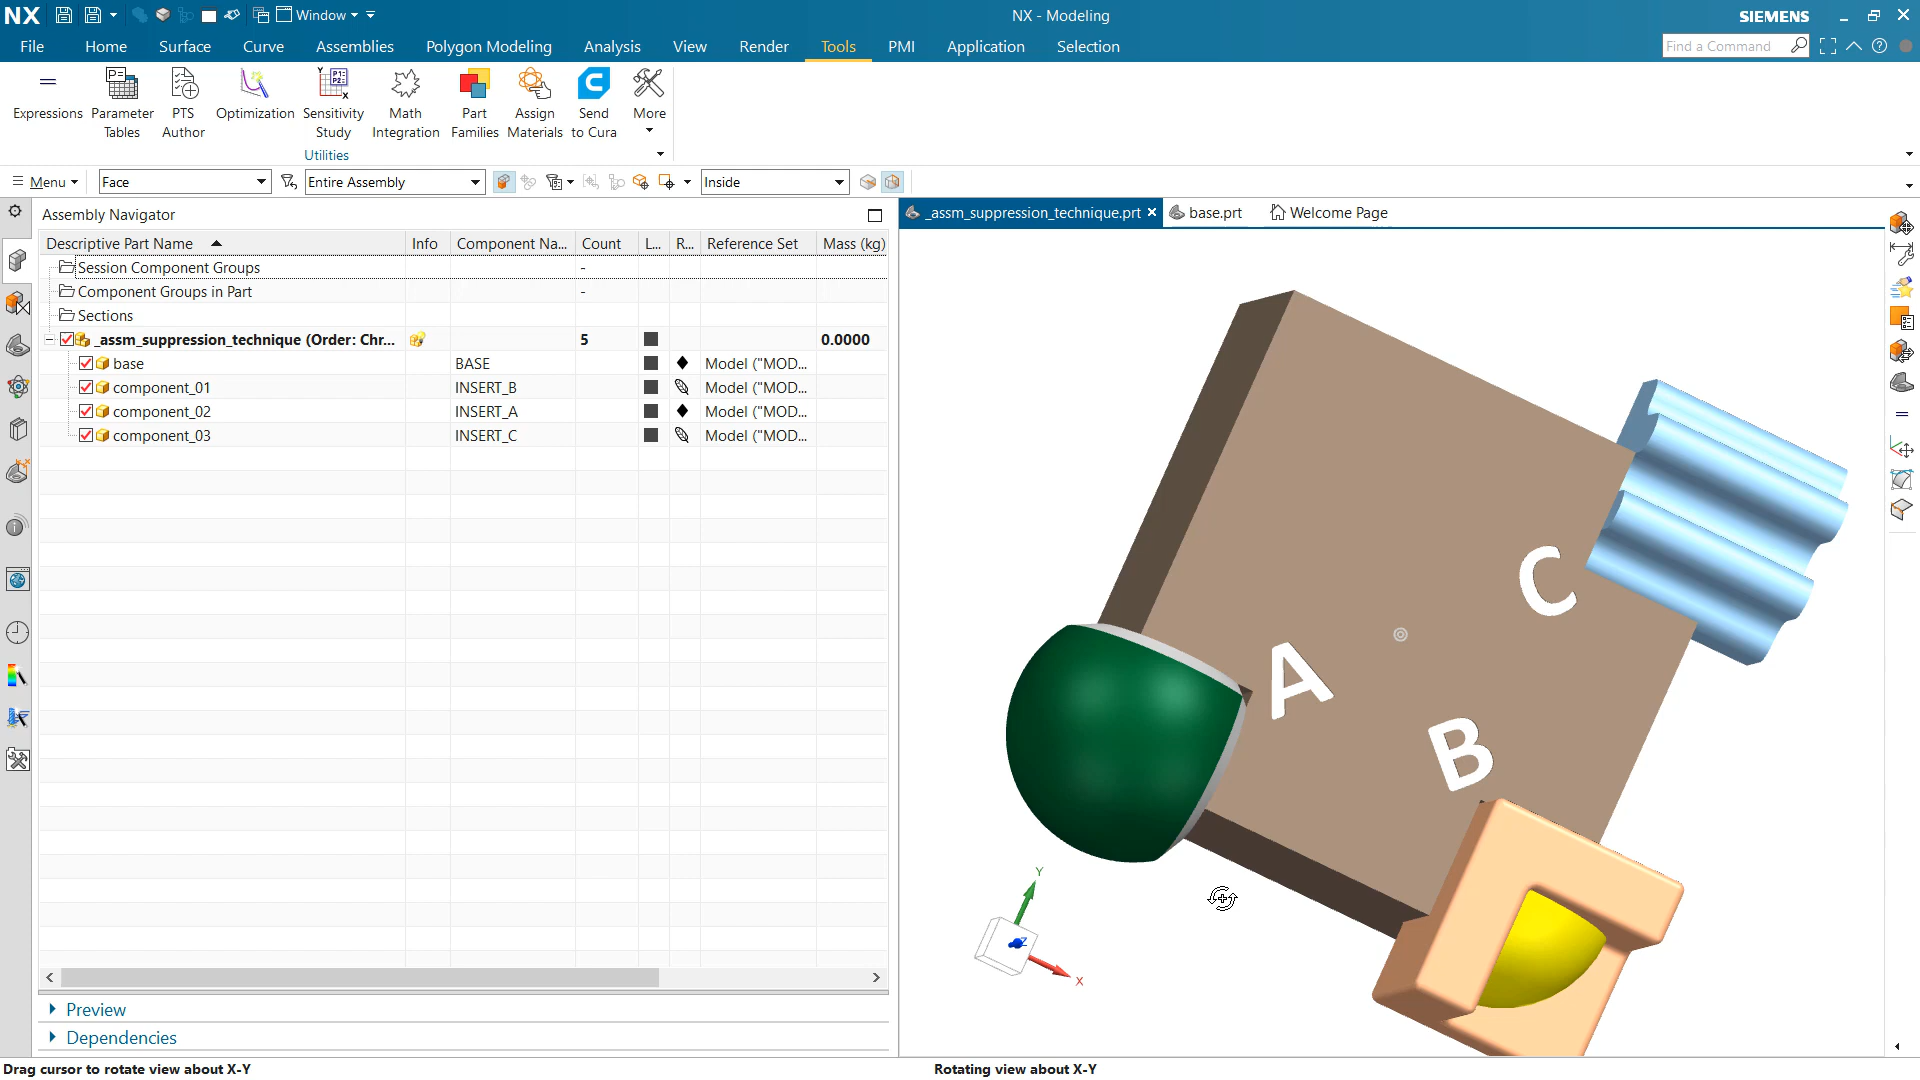 NX Window NX - Modeling SIEMENS
File Home Surface Curve Assemblies Polygon Modeling Analysis View Render Tools PMI Application Selection Find a Command
Expressions Parameter Tables PTS Author Optimization Sensitivity Study Math Integration Part Families Assign Materials Send to Cura More
Utilities
Menu Face Entire Assembly Inside
Assembly Navigator
_assm_suppression_technique.prt base.prt Welcome Page
Descriptive Part Name Info Component Na... Count L... R... Reference Set Mass (kg)
Session Component Groups -
Component Groups in Part -
Sections
_assm_suppression_technique (Order: Chr... 5 0.0000
base BASE Model ("MOD...
component_01 INSERT_B Model ("MOD...
component_02 INSERT_A Model ("MOD...
component_03 INSERT_C Model ("MOD...
C
A
B
Y
Z
X
Preview
Dependencies
Drag cursor to rotate view about X-Y Rotating view about X-Y